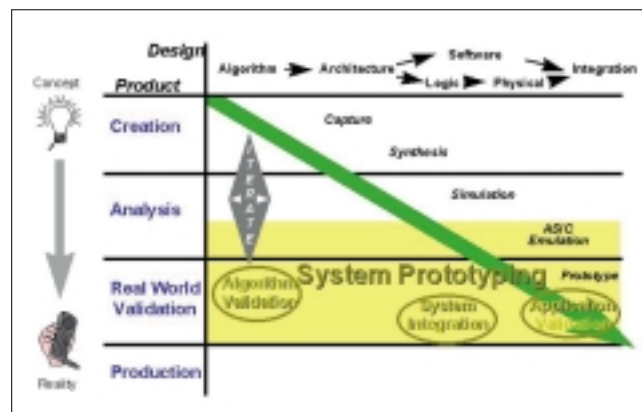 Design
Software
Algorithm
Architecture
Integration
Logic
Physical
Concept
Product
Creation
Capture
Synthesis
ITERATE
Simulation
Analysis
ASIC
Emulation
System Prototyping
Prototype
Algorithm
Validation
Real World
Validation
System
Integration
Application
Validation
Production
Reality